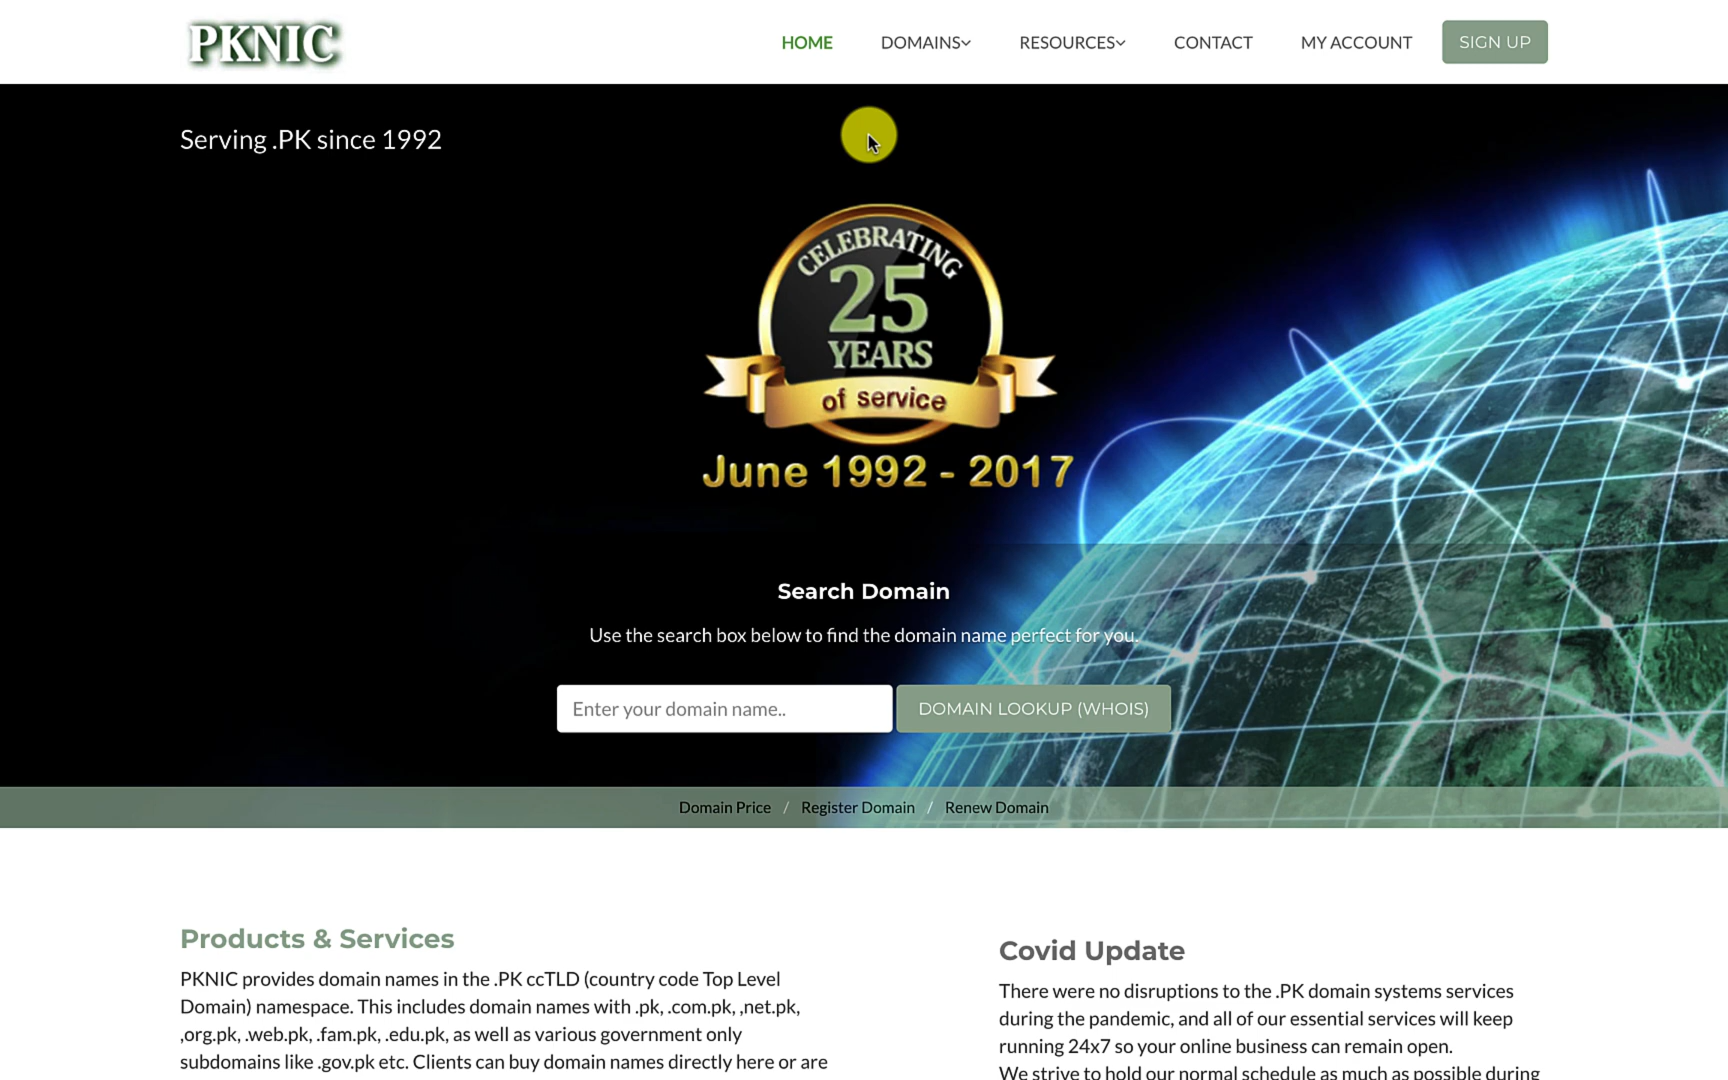 PKNIC
HOME
DOMAINS
RESOURCES
CONTACT
MY ACCOUNT
SIGN UP
Serving .PK since 1992
CELEBRATING
25
YEARS
of service
June 1992 - 2017
Search Domain
Use the search box below to find the domain name perfect for you.
Enter your domain name..
DOMAIN LOOKUP (WHOIS)
Domain Price / Register Domain / Renew Domain
Products & Services
PKNIC provides domain names in the .PK ccTLD (country code Top Level
Domain) namespace. This includes domain names with .pk, .com.pk, ,net.pk,
,org.pk, .web.pk, .fam.pk, .edu.pk, as well as various government only
subdomains like .gov.pk etc. Clients can buy domain names directly here or are
Covid Update
There were no disruptions to the .PK domain systems services
during the pandemic, and all of our essential services will keep
running 24x7 so your online business can remain open.
We strive to hold our normal schedule as much as possible during